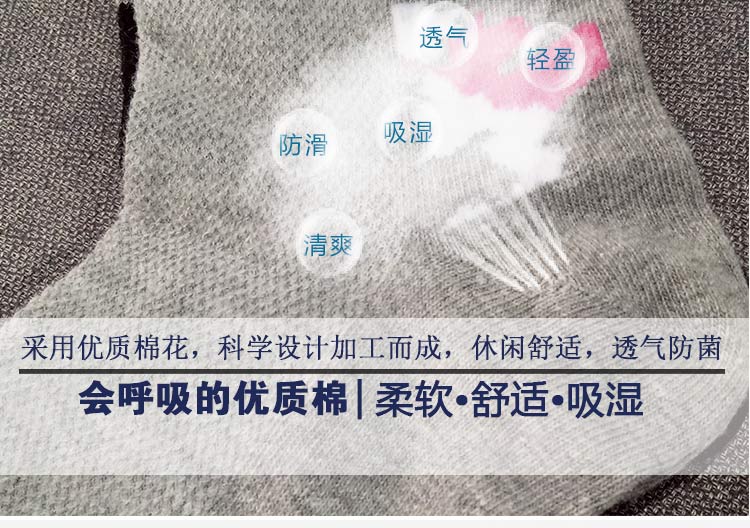 透气
轻盈
防滑
吸湿
清爽
采用优质棉花，科学设计加工而成，休闲舒适，透气防菌
会呼吸的优质棉|柔软•舒适•吸湿